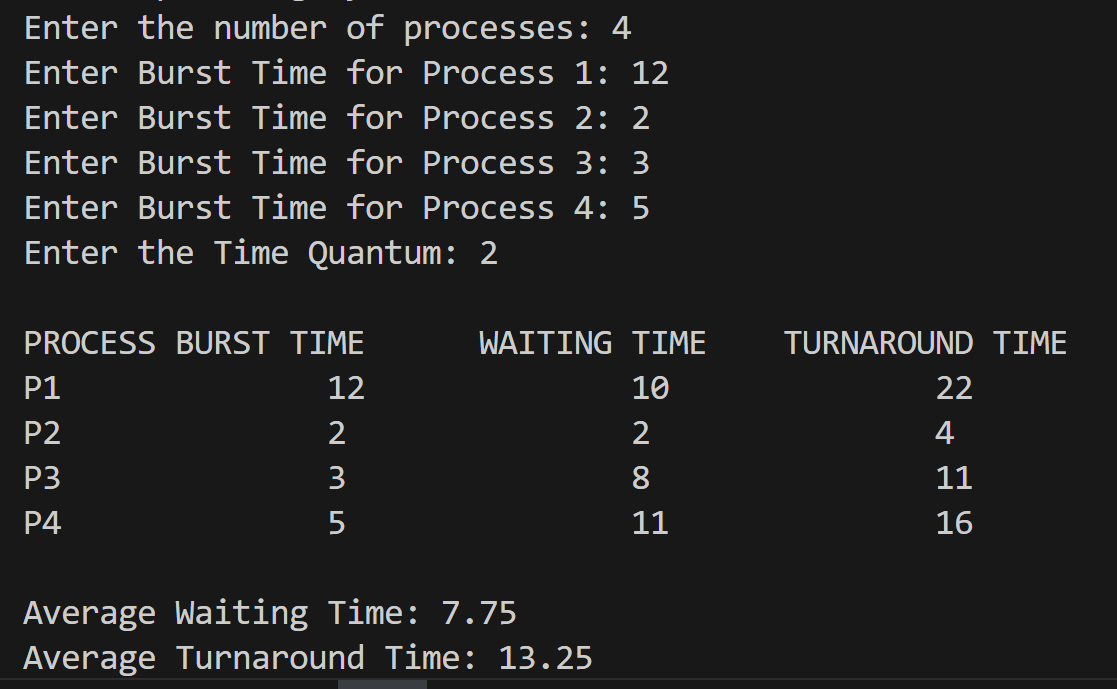 Enter the number of processes: 4
Enter Burst Time for Process 1: 12
Enter Burst Time for Process 2: 2
Enter Burst Time for Process 3: 3
Enter Burst Time for Process 4: 5
Enter the Time Quantum: 2
PROCESS BURST TIME WAITING TIME TURNAROUND TIME
P1 12 10 22
P2 2 2 4
P3 3 8 11
P4 5 11 16
Average Waiting Time: 7.75
Average Turnaround Time: 13.25